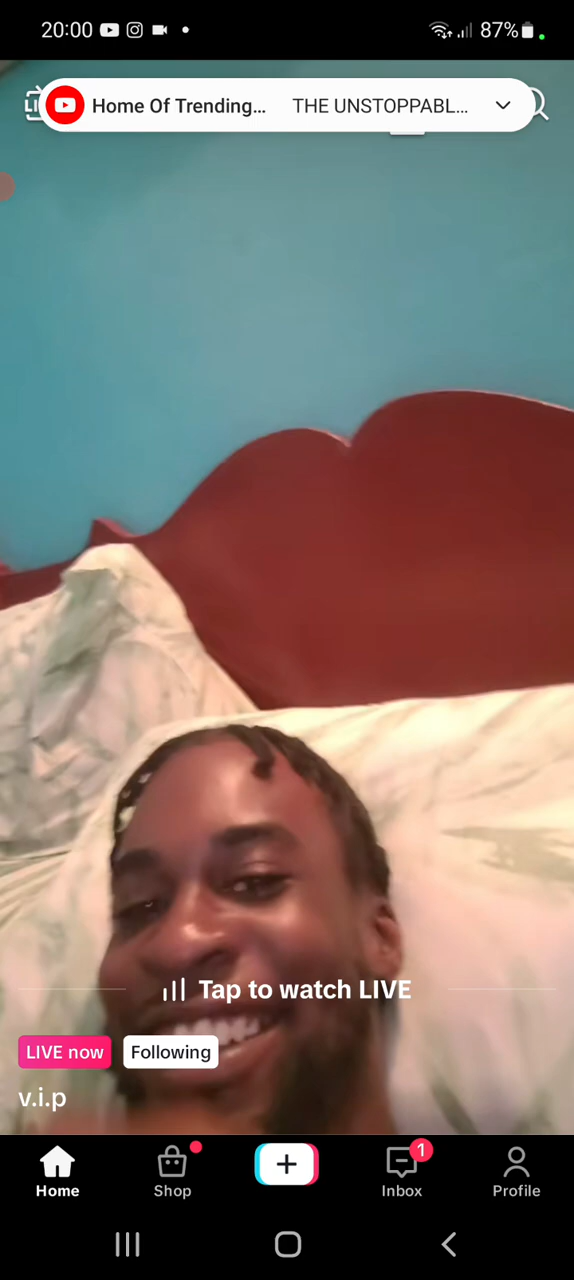 20:00
87%
Home Of Trending... THE UNSTOPPABL...
Tap to watch LIVE
LIVE now Following
v.i.p
Home Shop 1 Inbox Profile